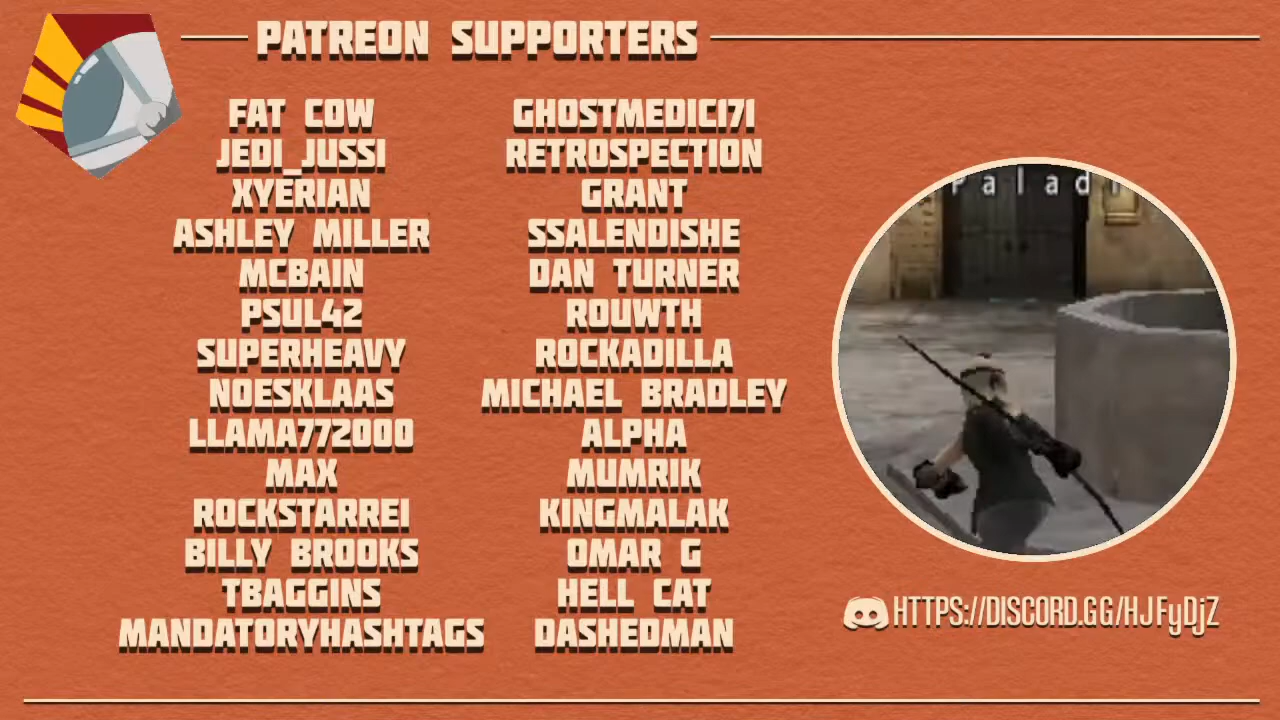 PATREON SUPPORTERS
FAT COW
JEDI_JUSSI
XYERIAN
ASHLEY MILLER
MCBAIN
PSUL42
SUPERHEAVY
NOESKLAAS
LLAMA772000
MAX
ROCKSTARREI
BILLY BROOKS
TBAGGINS
MANDATORYHASHTAGS
GHOSTMEDIC171
RETROSPECTION
GRANT
SSALENDISHE
DAN TURNER
ROUWTH
ROCKADILLA
MICHAEL BRADLEY
ALPHA
MUMRIK
KINGMALAK
OMAR G
HELL CAT
DASHEDMAN
HTTPS://DISCORD.GG/HJFyDjZ